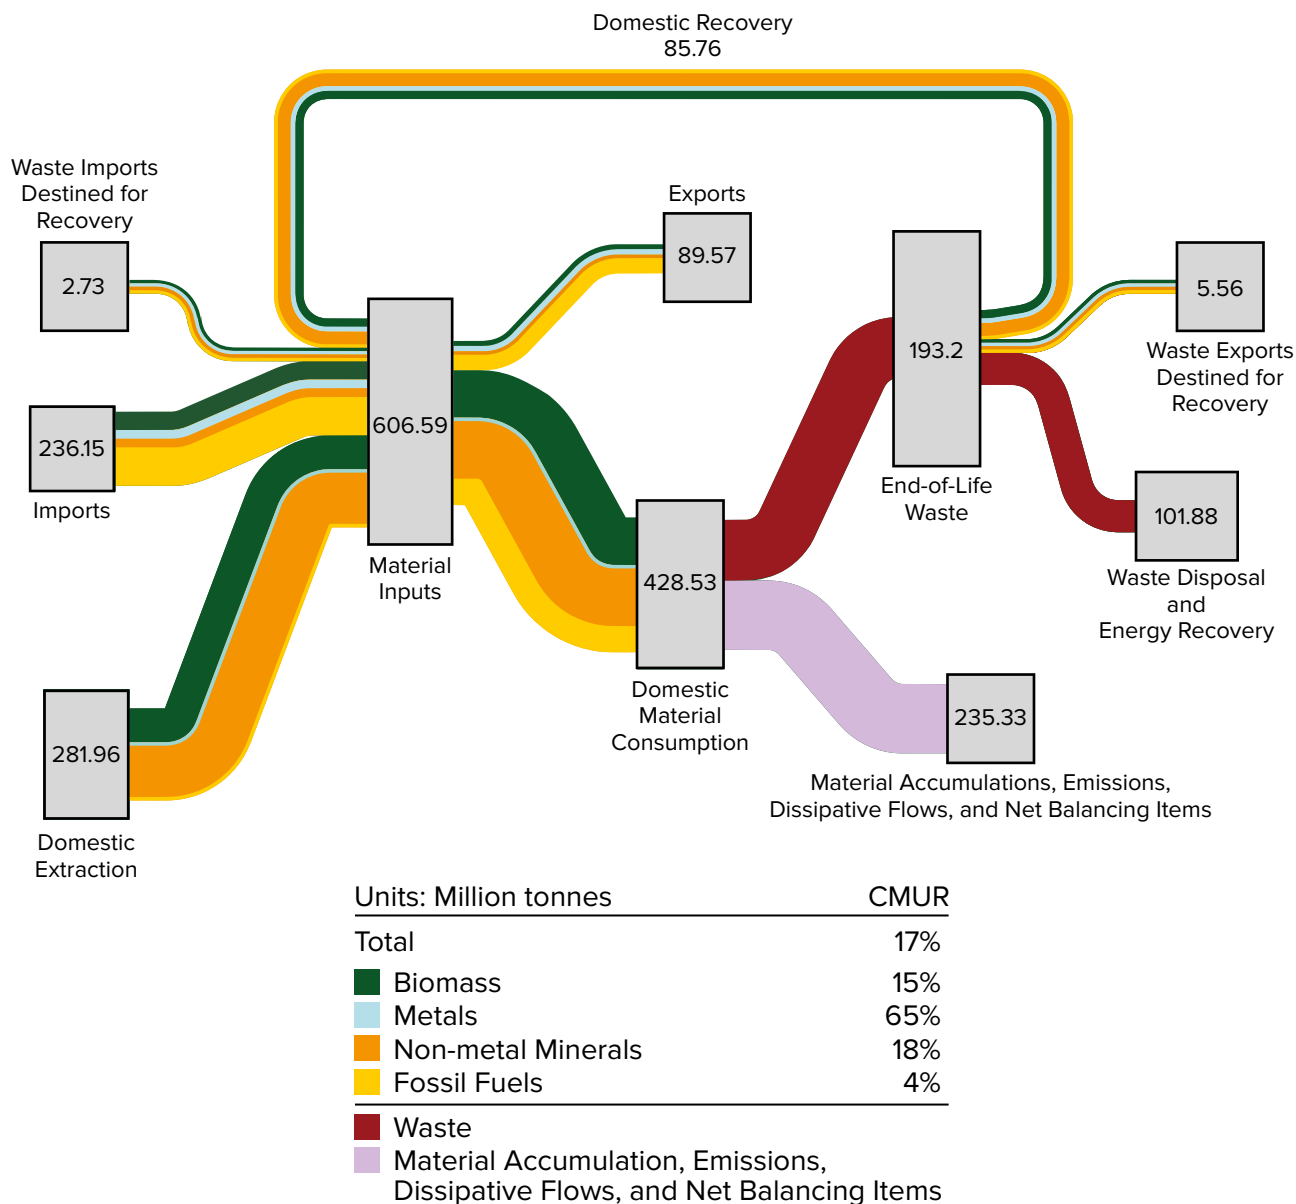 Domestic Recovery
85.76
Waste Imports
Destined for
Recovery
2.73
Exports
89.57
193.2
End-of-Life
Waste
5.56
Waste Exports
Destined for
Recovery
236.15
Imports
606.59
Material
Inputs
101.88
Waste Disposal
and
Energy Recovery
428.53
Domestic
Material
Consumption
281.96
Domestic
Extraction
235.33
Material Accumulations, Emissions,
Dissipative Flows, and Net Balancing Items
Units: Million tonnes CMUR
Total 17%
Biomass 15%
Metals 65%
Non-metal Minerals 18%
Fossil Fuels 4%
Waste
Material Accumulation, Emissions,
Dissipative Flows, and Net Balancing Items